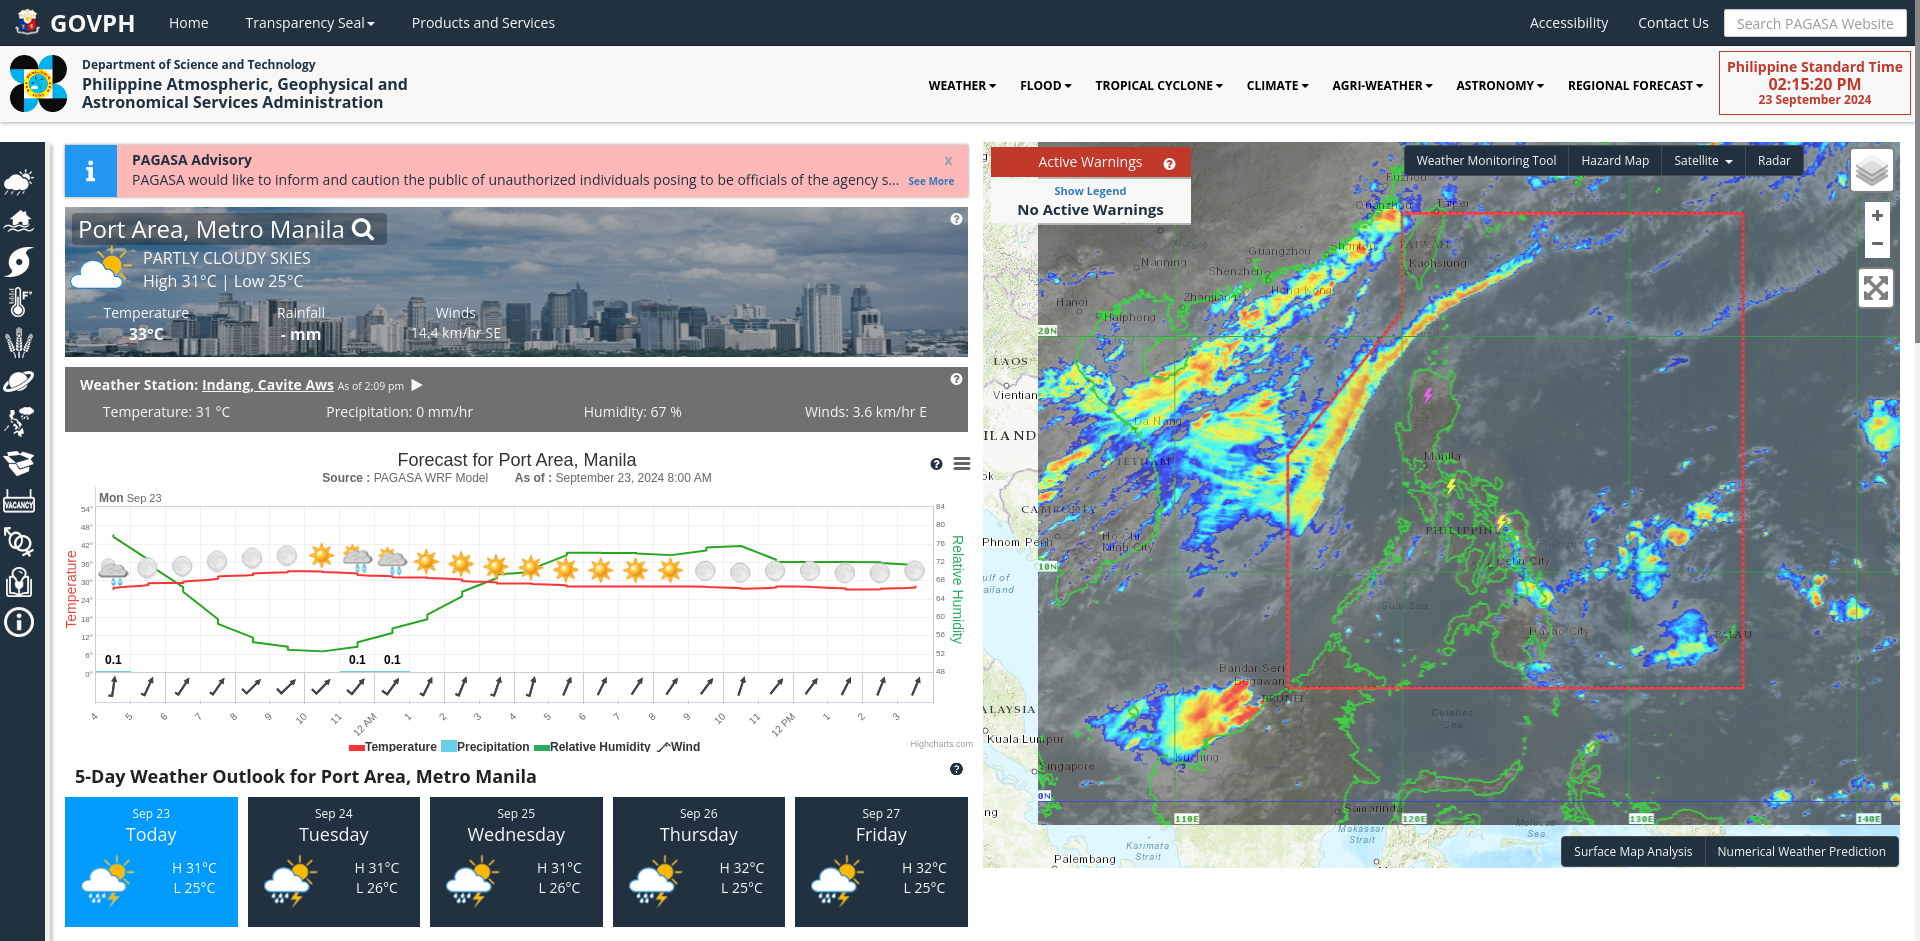 GOVPH
Home
Transparency Seal
Products and Services
Accessibility
Contact Us
Search PAGASA Website
Department of Science and Technology
Philippine Atmospheric, Geophysical and
Astronomical Services Administration
WEATHER
FLOOD
TROPICAL CYCLONE
CLIMATE
AGRI-WEATHER
ASTRONOMY
REGIONAL FORECAST
Philippine Standard Time
02:15:20 PM
23 September 2024
VACANCY
PAGASA Advisory
x
PAGASA would like to inform and caution the public of unauthorized individuals posing to be officials of the agency s... See More
Port Area, Metro Manila
PARTLY CLOUDY SKIES
High 31°C | Low 25°C
Temperature
33°C
Rainfall
- mm
Winds
14.4 km/hr SE
Weather Station: Indang, Cavite Aws As of 2:09 pm
Temperature: 31 °C
Precipitation: 0 mm/hr
Humidity: 67 %
Winds: 3.6 km/hr E
Forecast for Port Area, Manila
Source : PAGASA WRF Model As of : September 23, 2024 8:00 AM
Mon Sep 23
Temperature
54°
48°
42°
36°
30°
24°
18°
12°
6°
0°
84
80
76
72
68
64
60
56
52
48
Relative Humidity
0.1
0.1
0.1
4
5
6
7
8
9
10
11
12 AM
1
2
3
4
5
6
7
8
9
10
11
12 PM
1
2
3
Temperature
Precipitation
Relative Humidity
Wind
Highcharts.com
5-Day Weather Outlook for Port Area, Metro Manila
Sep 23
Today
H 31°C
L 25°C
Sep 24
Tuesday
H 31°C
L 26°C
Sep 25
Wednesday
H 31°C
L 26°C
Sep 26
Thursday
H 32°C
L 25°C
Sep 27
Friday
H 32°C
L 25°C
Active Warnings
Show Legend
No Active Warnings
Weather Monitoring Tool
Hazard Map
Satellite
Radar
+
−
Fuzhou
Quanzhou
Taipei
TAIWAN
Kaohsiung
Shantou
Guangzhou
Shenzhen
Hong Kong
Nanning
Zhanjiang
Hanoi
Haiphong
20N
LAOS
Vientian
ILAND
Da Nang
VIETNAM
ok
CAMBODIA
Phnom Penh
Ho Chi
Minh City
ulf of
ailand
10N
Manila
PHILIPPIN
Philippine S
Cebu City
Sulu Sea
Davao City
PALAU
Bandar Seri
Begawan
BRUNEI
Celebes
Sea
ALAYSIA
Kuala Lumpur
Kuching
Singapore
0N
ng
Samarinda
110E
120E
130E
140E
Makassar
Strait
Molucca
Sea
Karimata
Strait
Palembang
Surface Map Analysis
Numerical Weather Prediction